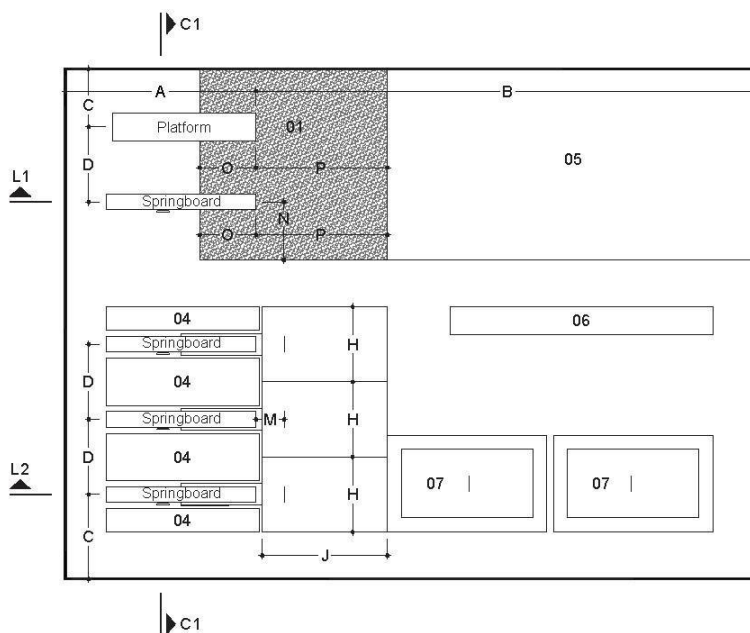 C1
A
B
C
Platform
01
05
D
O
P
L1
Springboard
N
O
P
04
06
Springboard
H
D
04
Springboard
M
H
D
04
07
07
L2
Springboard
H
04
C
J
C1